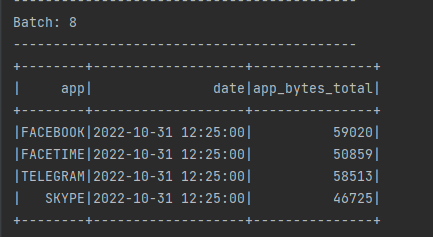 -------------------------------------------
Batch: 8
-------------------------------------------
+--------+-------------------+---------------+
|     app|               date|app_bytes_total|
+--------+-------------------+---------------+
|FACEBOOK|2022-10-31 12:25:00|          59020|
|FACETIME|2022-10-31 12:25:00|          50859|
|TELEGRAM|2022-10-31 12:25:00|          58513|
|   SKYPE|2022-10-31 12:25:00|          46725|
+--------+-------------------+---------------+